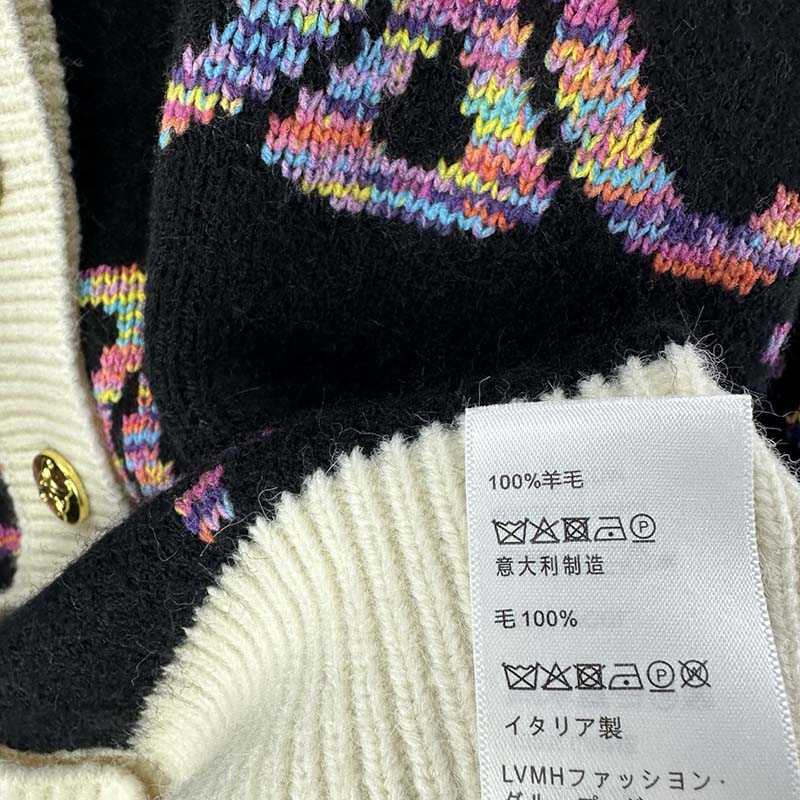 100%羊毛
意大利制造
毛 100%
イタリア製
LVMHファッション・